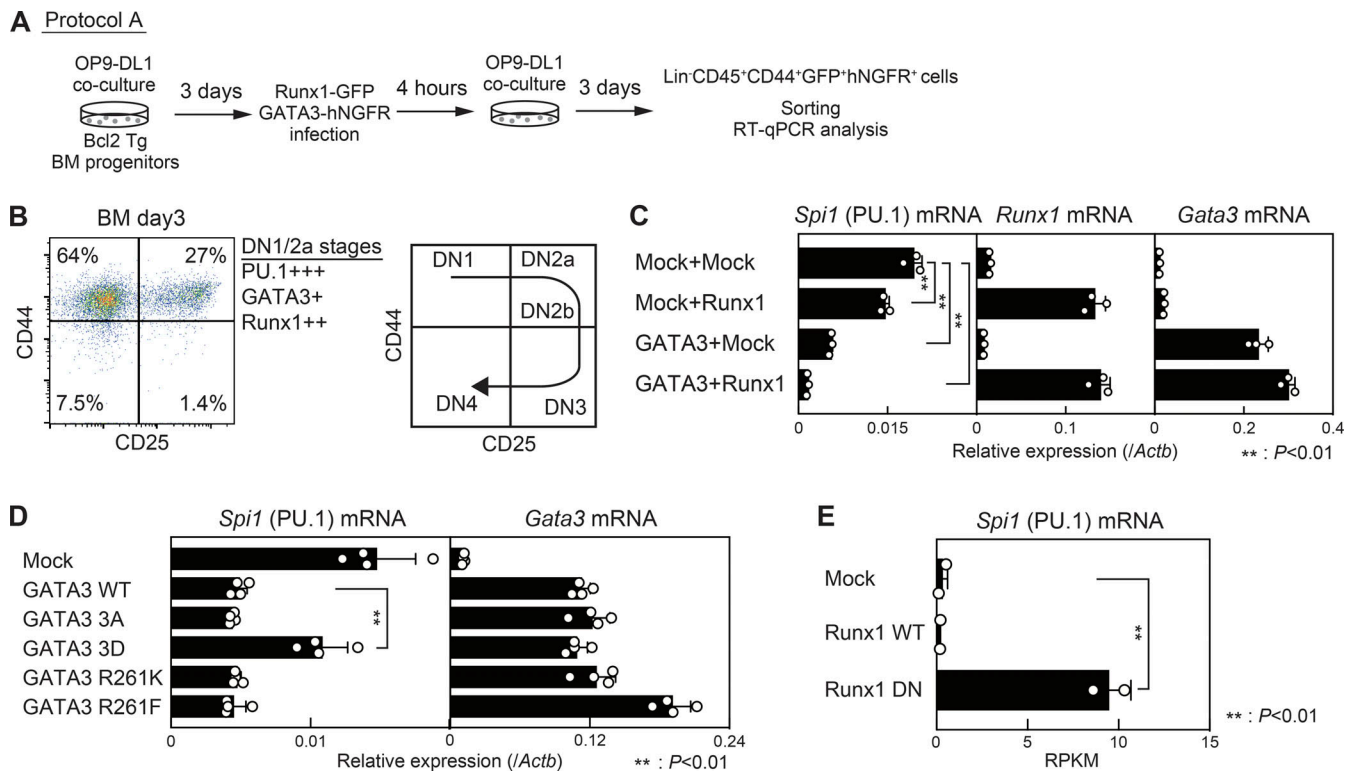 A Protocol A
OP9-DL1
co-culture
Bcl2 Tg
BM progenitors
3 days
Runx1-GFP
GATA3-hNGFR
infection
4 hours
OP9-DL1
co-culture
3 days
Lin-CD45+CD44+GFP+hNGFR+ cells
Sorting
RT-qPCR analysis
B
BM day3
64% 27%
7.5% 1.4%
CD44
CD25
DN1/2a stages
PU.1+++
GATA3+
Runx1++
DN1 DN2a
DN2b
DN4 DN3
CD44
CD25
C
Spi1 (PU.1) mRNA Runx1 mRNA Gata3 mRNA
Mock+Mock
Mock+Runx1
GATA3+Mock
GATA3+Runx1
** ** **
0 0.015 0 0.1 0 0.2 0.4
Relative expression (/Actb)
** : P<0.01
D
Spi1 (PU.1) mRNA Gata3 mRNA
Mock
GATA3 WT
GATA3 3A
GATA3 3D
GATA3 R261K
GATA3 R261F
**
0 0.01 0 0.12 0.24
Relative expression (/Actb)
** : P<0.01
E
Spi1 (PU.1) mRNA
Mock
Runx1 WT
Runx1 DN
**
0 5 10 15
RPKM
** : P<0.01